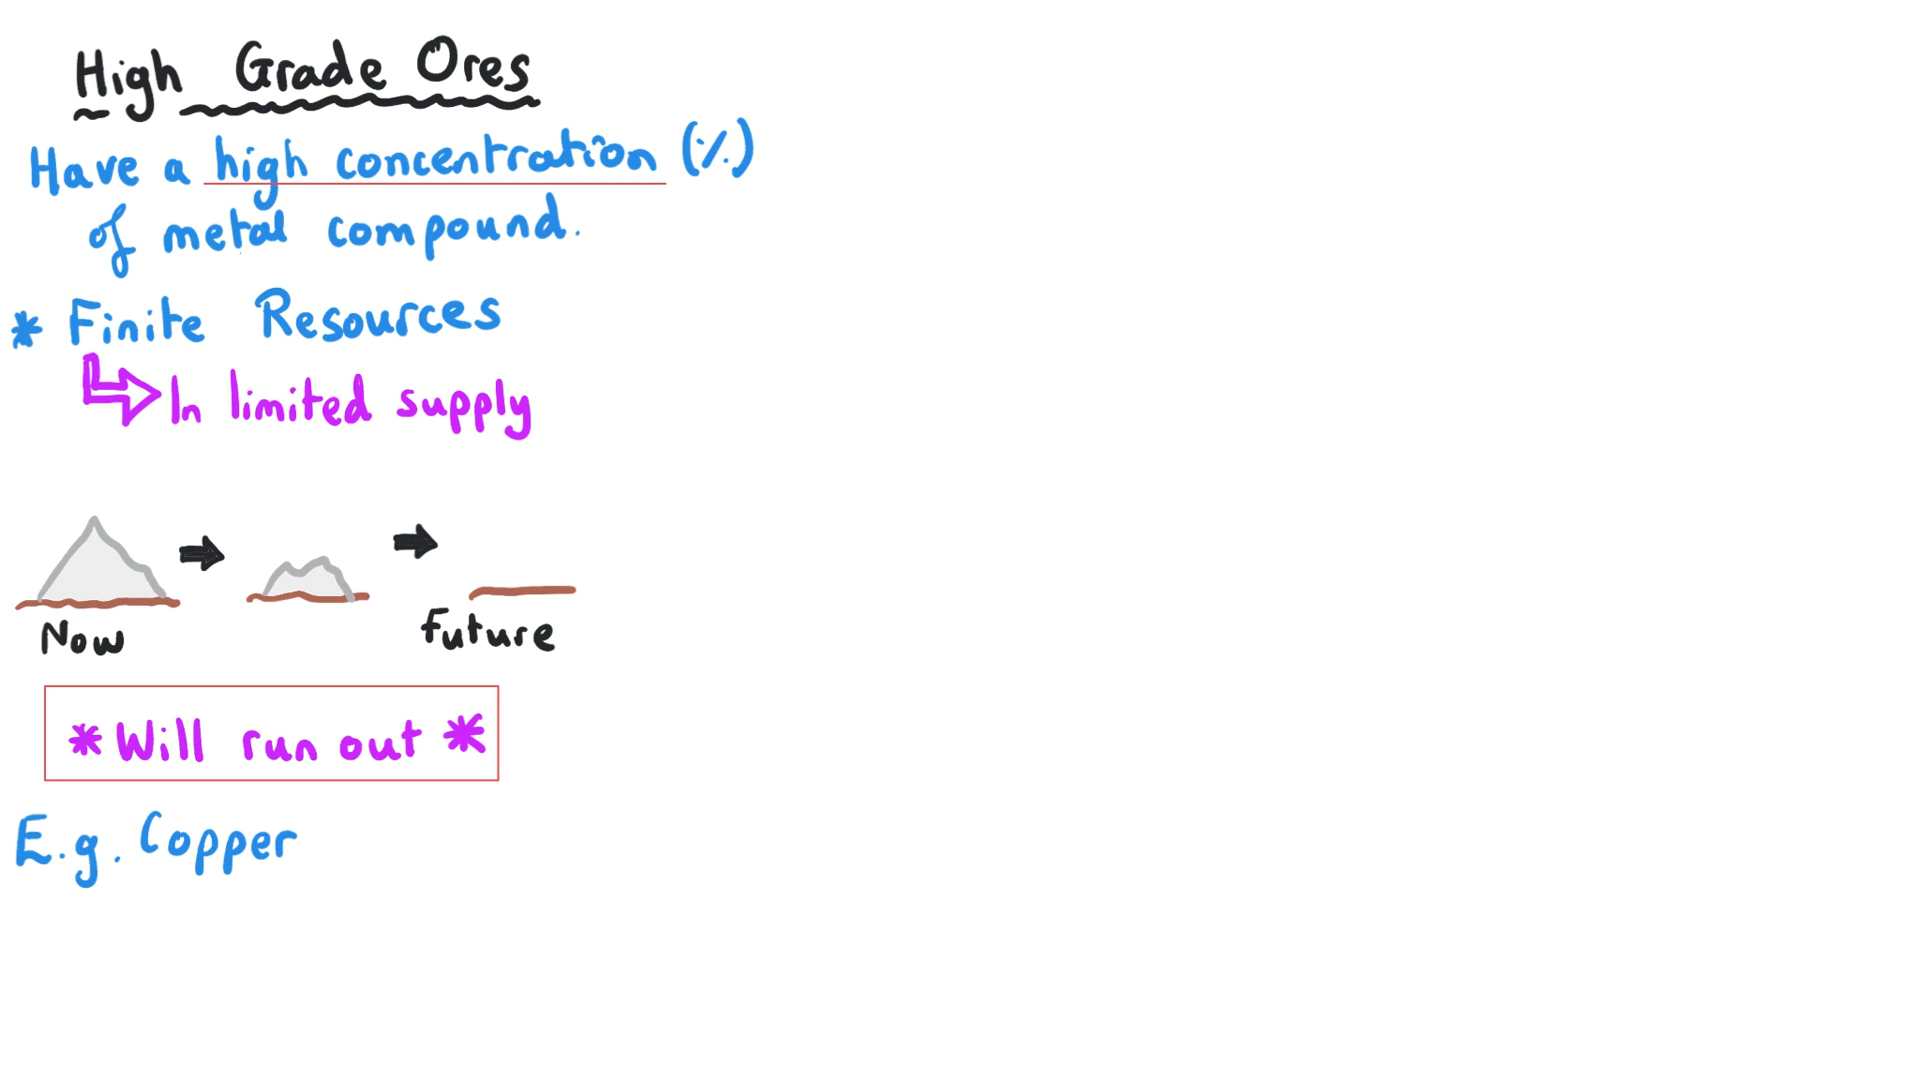 High Grade Ores
Have a high concentration (%)
of metal compound.
* Finite Resources
In limited supply
Now
future
* Will run out *
E.g. Copper